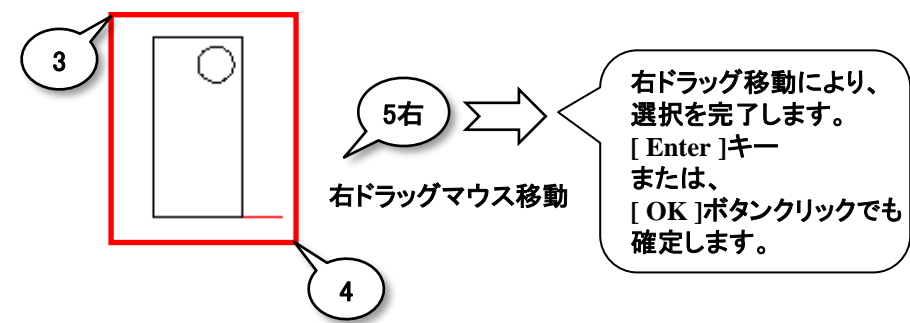 3
5右
右ドラッグマウス移動
4
右ドラッグ移動により、
選択を完了します。
[ Enter ]キー
または、
[ OK ]ボタンクリックでも
確定します。